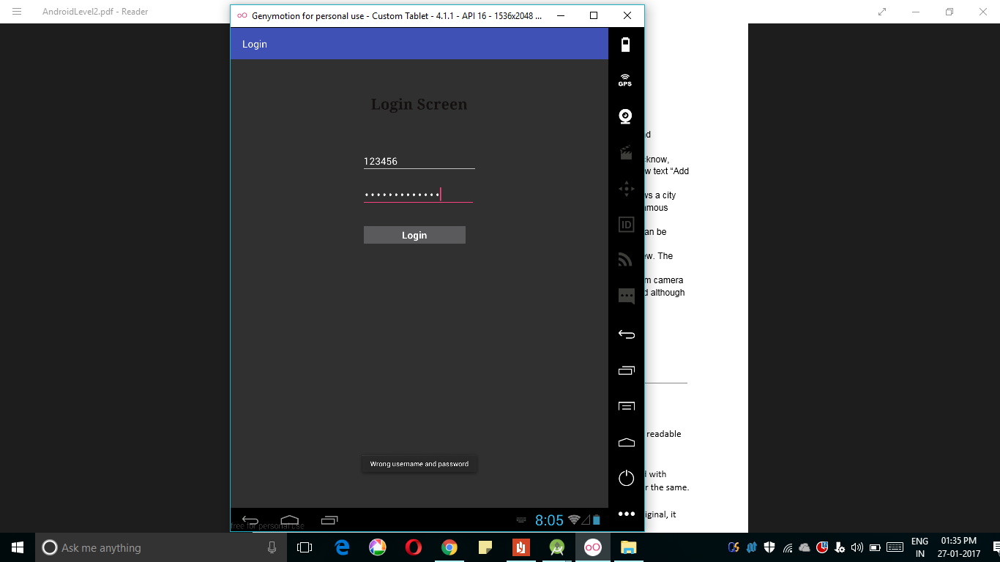 AndroidLevel2.pdf - Reader
Genymotion for personal use - Custom Tablet - 4.1.1 - API 16 - 1536x2048 ...
Login
GPS
Login Screen
123456
•••••••••••••
Login
ID
Wrong username and password
know,
w text “Add
vs a city
amous
an be
ew. The
m camera
d although
readable
d with
r the same.
iginal, it
8:05
free for personal use
Ask me anything
ENG
IN
01:35 PM
27-01-2017